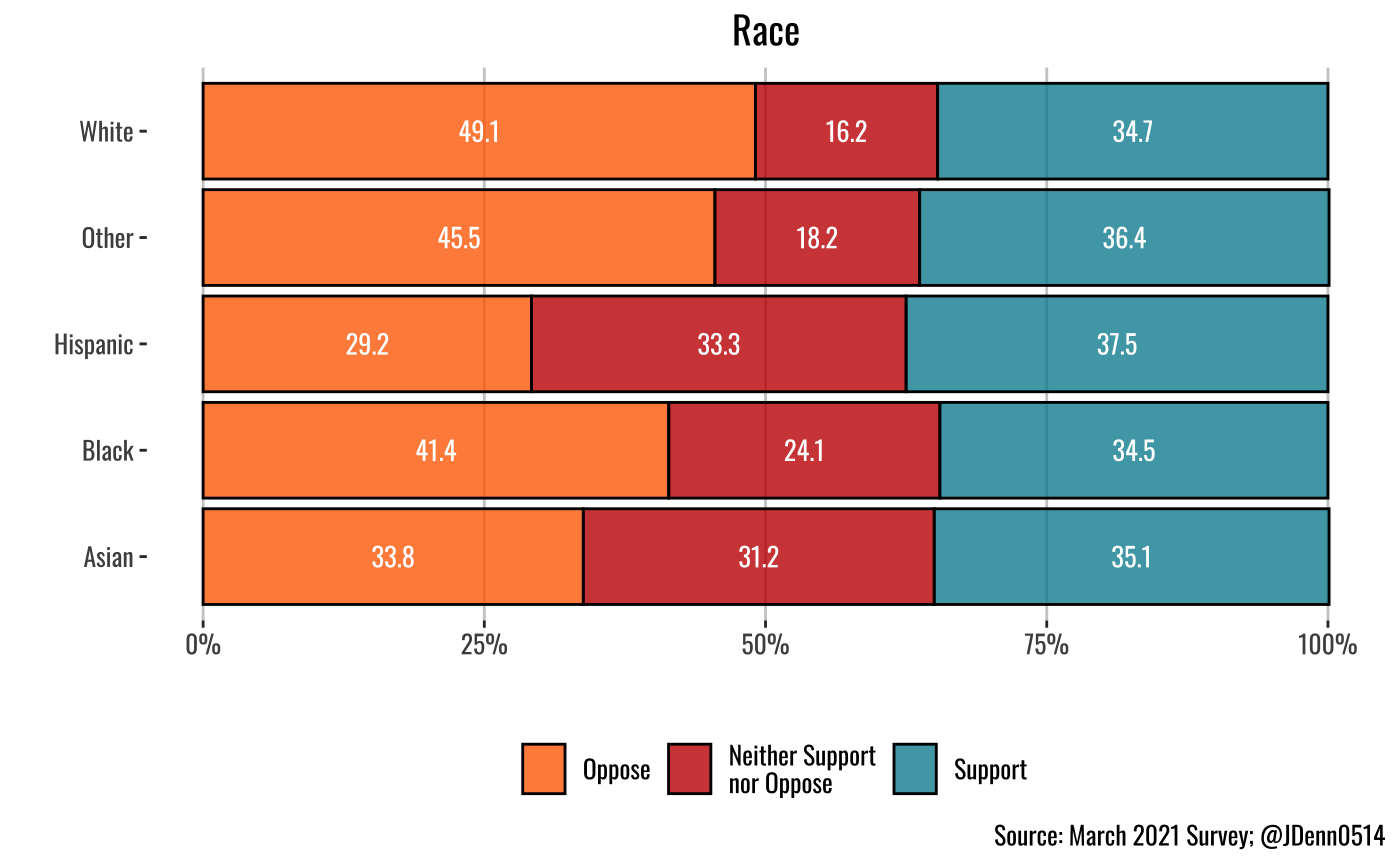 Race
White
49.1
16.2
34.7
Other
45.5
18.2
36.4
Hispanic
29.2
33.3
37.5
Black
41.4
24.1
34.5
Asian
33.8
31.2
35.1
0%
25%
50%
75%
100%
Oppose
Neither Support
nor Oppose
Support
Source: March 2021 Survey; @JDenn0514